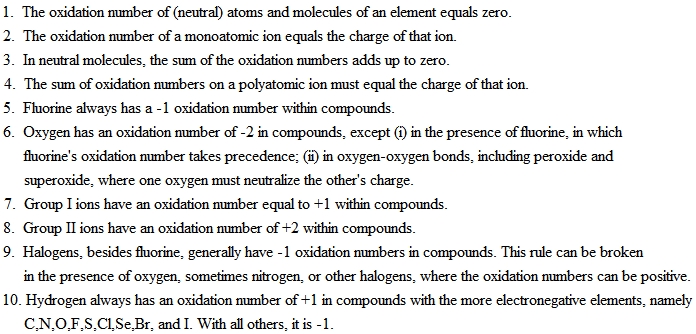 1. The oxidation number of (neutral) atoms and molecules of an element equals zero.
2. The oxidation number of a monoatomic ion equals the charge of that ion.
3. In neutral molecules, the sum of the oxidation numbers adds up to zero.
4. The sum of oxidation numbers on a polyatomic ion must equal the charge of that ion.
5. Fluorine always has a -1 oxidation number within compounds.
6. Oxygen has an oxidation number of -2 in compounds, except (i) in the presence of fluorine, in which
fluorine's oxidation number takes precedence; (ii) in oxygen-oxygen bonds, including peroxide and
superoxide, where one oxygen must neutralize the other's charge.
7. Group I ions have an oxidation number equal to +1 within compounds.
8. Group II ions have an oxidation number of +2 within compounds.
9. Halogens, besides fluorine, generally have -1 oxidation numbers in compounds. This rule can be broken
in the presence of oxygen, sometimes nitrogen, or other halogens, where the oxidation numbers can be positive.
10. Hydrogen always has an oxidation number of +1 in compounds with the more electronegative elements, namely
C,N,O,F,S,Cl,Se,Br, and I. With all others, it is -1.